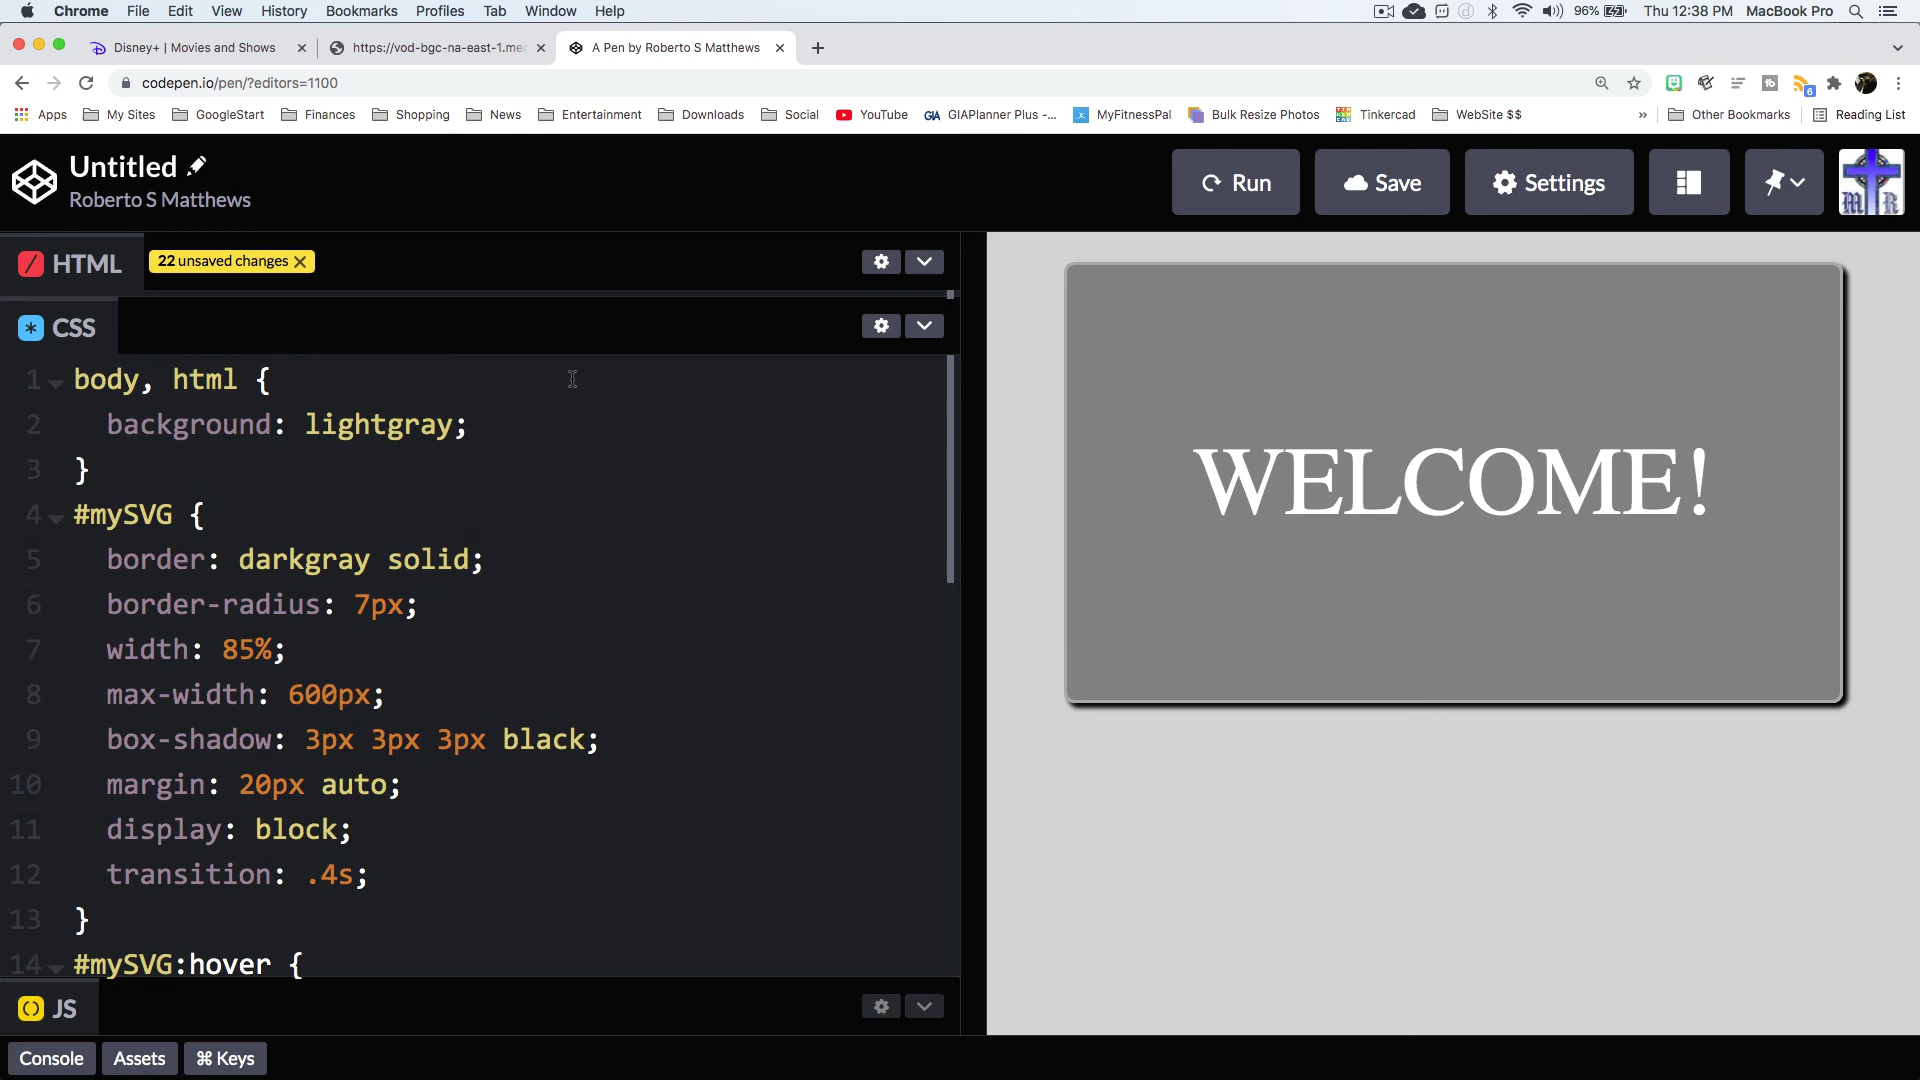 Chrome File Edit View History Bookmarks Profiles Tab Window Help
96% Thu 12:38 PM MacBook Pro
Disney+ | Movies and Shows
https://vod-bgc-na-east-1.med
A Pen by Roberto S Matthews
codepen.io/pen/?editors=1100
6
Apps My Sites GoogleStart Finances Shopping News Entertainment Downloads Social YouTube GIAPlanner Plus -... MyFitnessPal Bulk Resize Photos Tinkercad WebSite $$ » Other Bookmarks Reading List
Untitled
Roberto S Matthews
Run Save Settings
M R
HTML 22 unsaved changes
CSS
1 body, html {
2 background: lightgray;
3 }
4 #mySVG {
5 border: darkgray solid;
6 border-radius: 7px;
7 width: 85%;
8 max-width: 600px;
9 box-shadow: 3px 3px 3px black;
10 margin: 20px auto;
11 display: block;
12 transition: .4s;
13 }
14 #mySVG:hover {
WELCOME!
JS
Console Assets ⌘ Keys